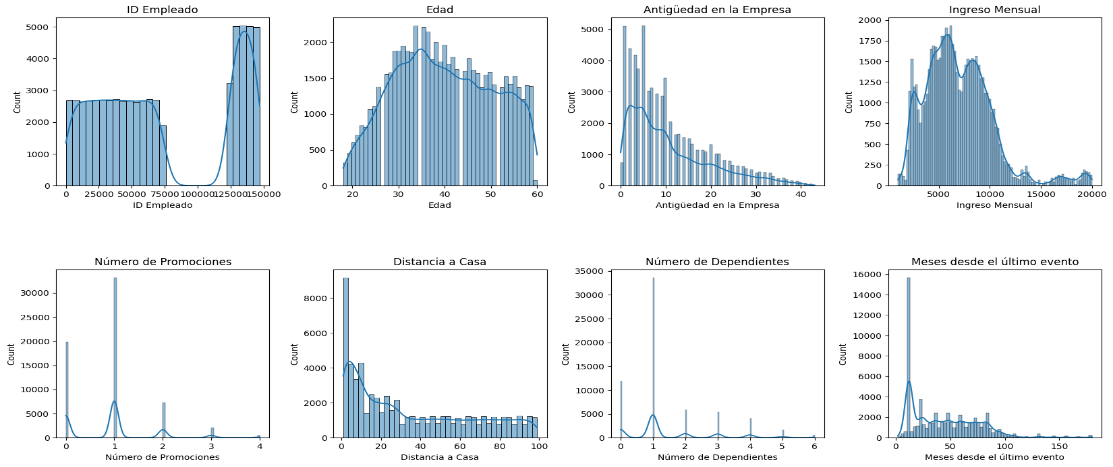 ID Empleado
Edad
Antigüedad en la Empresa
Ingreso Mensual
Count
5000
4000
3000
2000
1000
0
0 25000 50000 75000 100000 125000 150000
ID Empleado
Count
2000
1500
1000
500
0
20 30 40 50 60
Edad
Count
5000
4000
3000
2000
1000
0
0 10 20 30 40
Antigüedad en la Empresa
Count
2000
1750
1500
1250
1000
750
500
250
0
5000 10000 15000 20000
Ingreso Mensual
Número de Promociones
Distancia a Casa
Número de Dependientes
Meses desde el último evento
Count
30000
25000
20000
15000
10000
5000
0
0 1 2 3 4
Número de Promociones
Count
8000
6000
4000
2000
0
0 20 40 60 80 100
Distancia a Casa
Count
35000
30000
25000
20000
15000
10000
5000
0
0 1 2 3 4 5 6
Número de Dependientes
Count
16000
14000
12000
10000
8000
6000
4000
2000
0
0 50 100 150
Meses desde el último evento